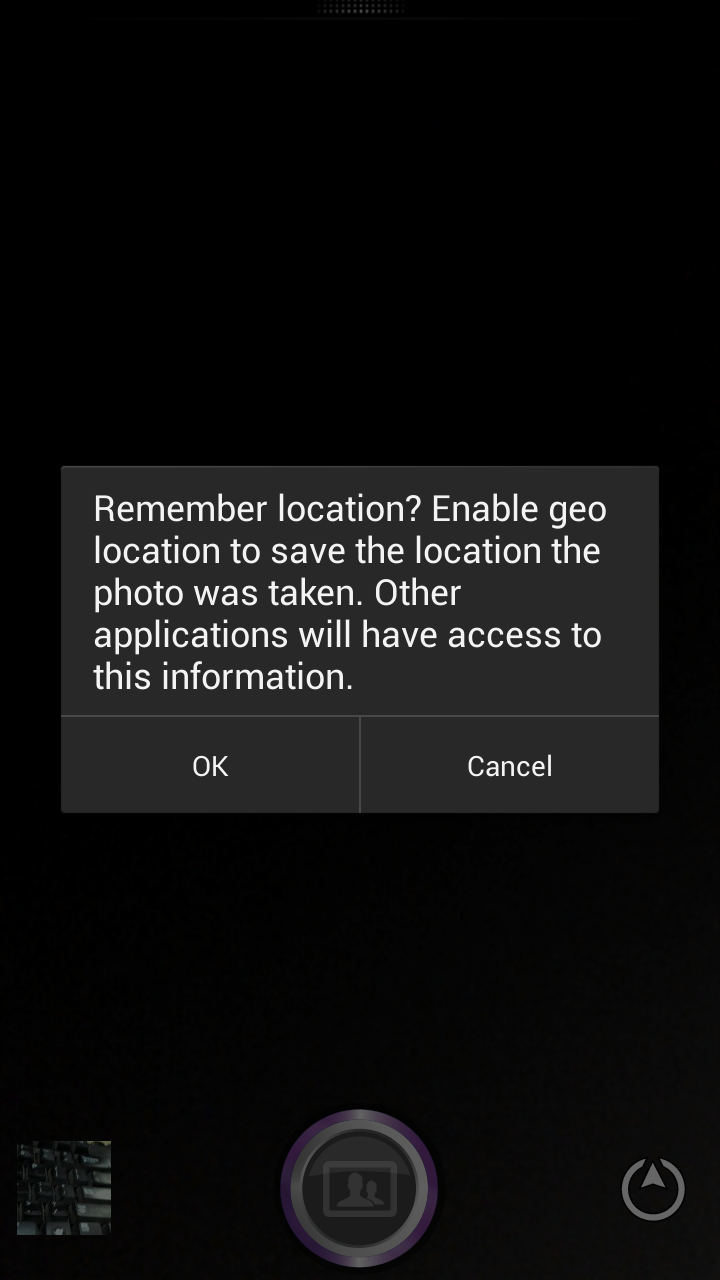 Remember location? Enable geo
location to save the location the
photo was taken. Other
applications will have access to
this information.
OK
Cancel